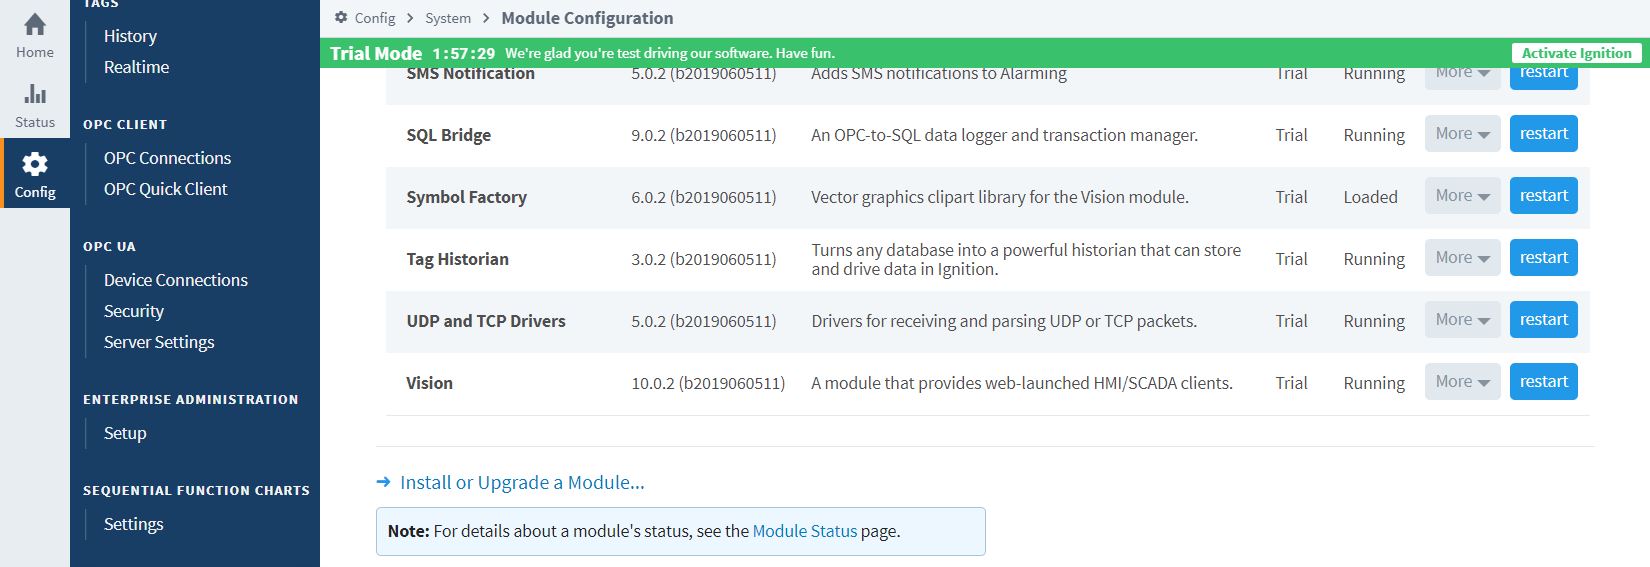 Home
Status
Config
TAGS
History
Realtime
OPC CLIENT
OPC Connections
OPC Quick Client
OPC UA
Device Connections
Security
Server Settings
ENTERPRISE ADMINISTRATION
Setup
SEQUENTIAL FUNCTION CHARTS
Settings
Config > System > Module Configuration
Trial Mode 1:57:29 We're glad you're test driving our software. Have fun. Activate Ignition
SMS Notification 5.0.2 (b2019060511) Adds SMS notifications to Alarming Trial Running More restart
SQL Bridge 9.0.2 (b2019060511) An OPC-to-SQL data logger and transaction manager. Trial Running More restart
Symbol Factory 6.0.2 (b2019060511) Vector graphics clipart library for the Vision module. Trial Loaded More restart
Tag Historian 3.0.2 (b2019060511) Turns any database into a powerful historian that can store
and drive data in Ignition. Trial Running More restart
UDP and TCP Drivers 5.0.2 (b2019060511) Drivers for receiving and parsing UDP or TCP packets. Trial Running More restart
Vision 10.0.2 (b2019060511) A module that provides web-launched HMI/SCADA clients. Trial Running More restart
→ Install or Upgrade a Module...
Note: For details about a module's status, see the Module Status page.